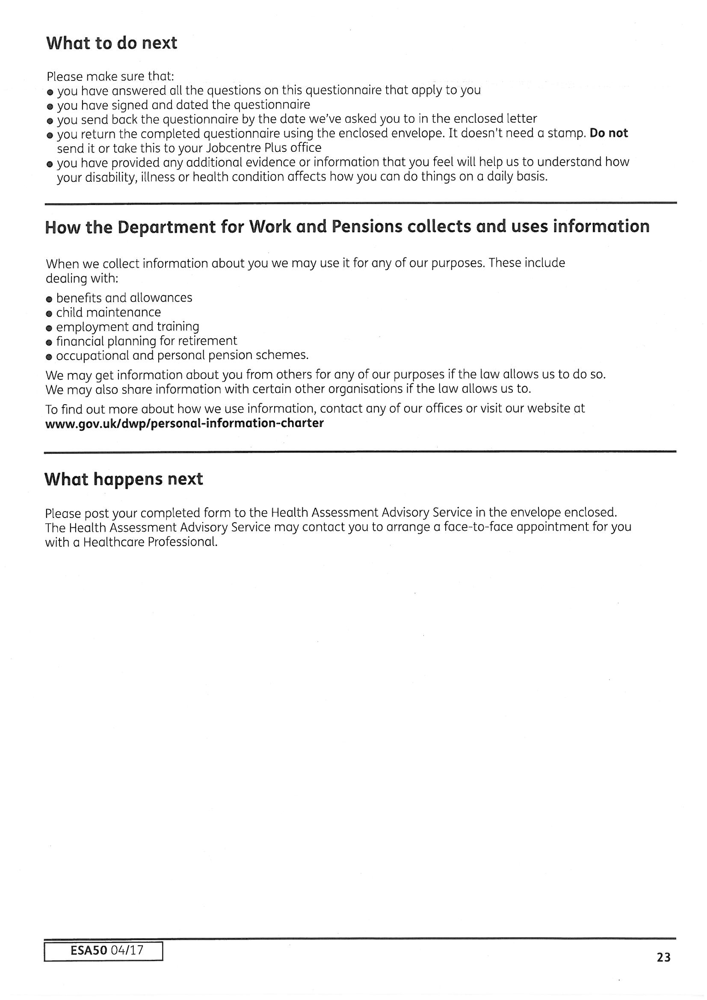 What to do next
Please make sure that:
● you have answered all the questions on this questionnaire that apply to you
● you have signed and dated the questionnaire
● you send back the questionnaire by the date we've asked you to in the enclosed letter
● you return the completed questionnaire using the enclosed envelope. It doesn't need a stamp. Do not
send it or take this to your Jobcentre Plus office
● you have provided any additional evidence or information that you feel will help us to understand how
your disability, illness or health condition affects how you can do things on a daily basis.
How the Department for Work and Pensions collects and uses information
When we collect information about you we may use it for any of our purposes. These include
dealing with:
● benefits and allowances
● child maintenance
● employment and training
● financial planning for retirement
● occupational and personal pension schemes.
We may get information about you from others for any of our purposes if the law allows us to do so.
We may also share information with certain other organisations if the law allows us to.
To find out more about how we use information, contact any of our offices or visit our website at
www.gov.uk/dwp/personal-information-charter
What happens next
Please post your completed form to the Health Assessment Advisory Service in the envelope enclosed.
The Health Assessment Advisory Service may contact you to arrange a face-to-face appointment for you
with a Healthcare Professional.
ESA50 04/17
23